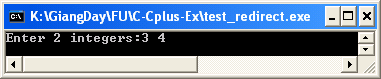 K:\GiangDay\FU\C-Cplus-Ex\test_redirect.exe
Enter 2 integers:3 4